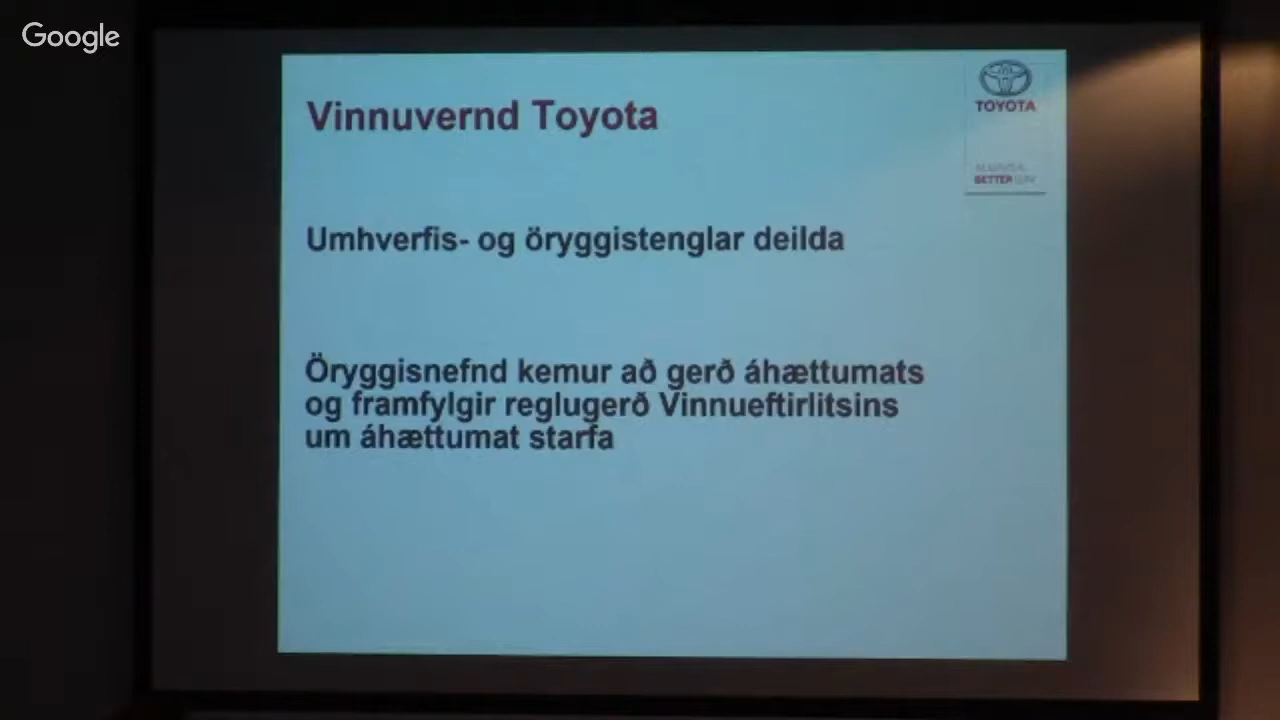 Google
TOYOTA
Vinnuvernd Toyota
BETTER
Umhverfis- og öryggistenglar deilda
Öryggisnefnd kemur að gerð áhættumats
og framfylgir reglugerð Vinnueftirlitsins
um áhættumat starfa